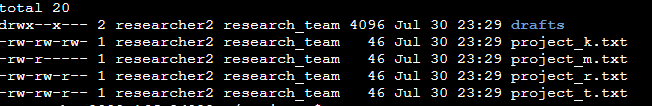 total 20
drwx--x--- 2 researcher2 research_team 4096 Jul 30 23:29 drafts
-rw-rw-rw- 1 researcher2 research_team 46 Jul 30 23:29 project_k.txt
-rw-r----- 1 researcher2 research_team 46 Jul 30 23:29 project_m.txt
-rw-rw-r-- 1 researcher2 research_team 46 Jul 30 23:29 project_r.txt
-rw-rw-r-- 1 researcher2 research_team 46 Jul 30 23:29 project_t.txt